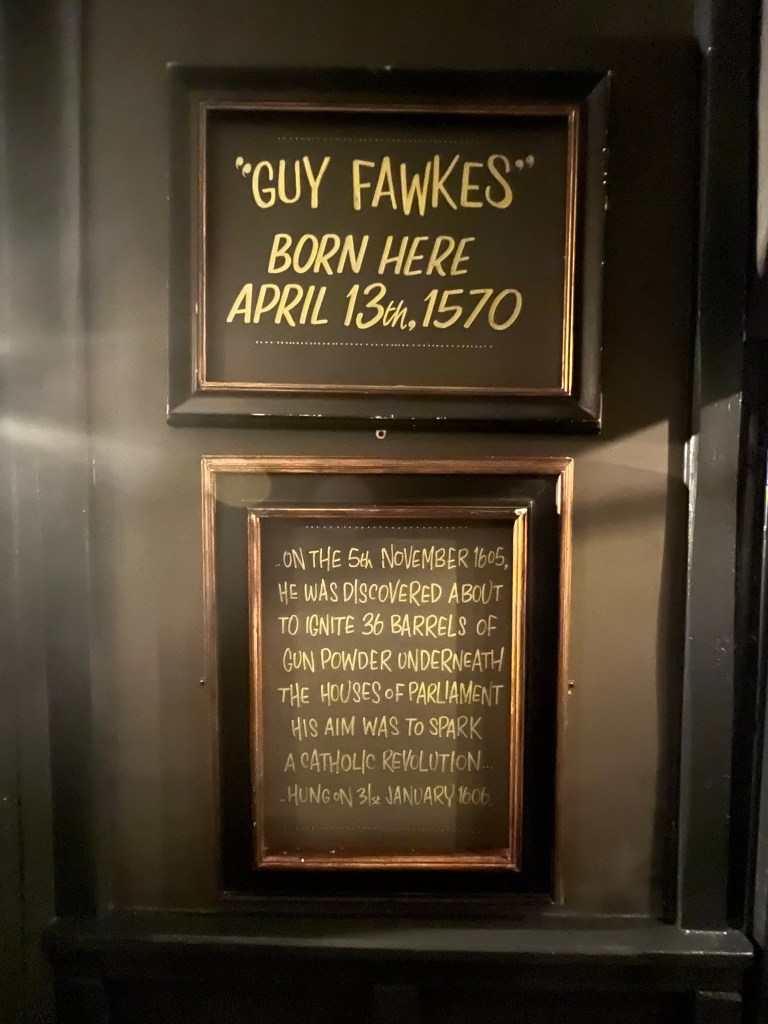 "GUY FAWKES"
BORN HERE
APRIL 13th, 1570
..ON THE 5th NOVEMBER 1605,
HE WAS DISCOVERED ABOUT
TO IGNITE 36 BARRELS OF
GUN POWDER UNDERNEATH
THE HOUSES OF PARLIAMENT
HIS AIM WAS TO SPARK
A CATHOLIC REVOLUTION...
..HUNG ON 31st JANUARY 1606